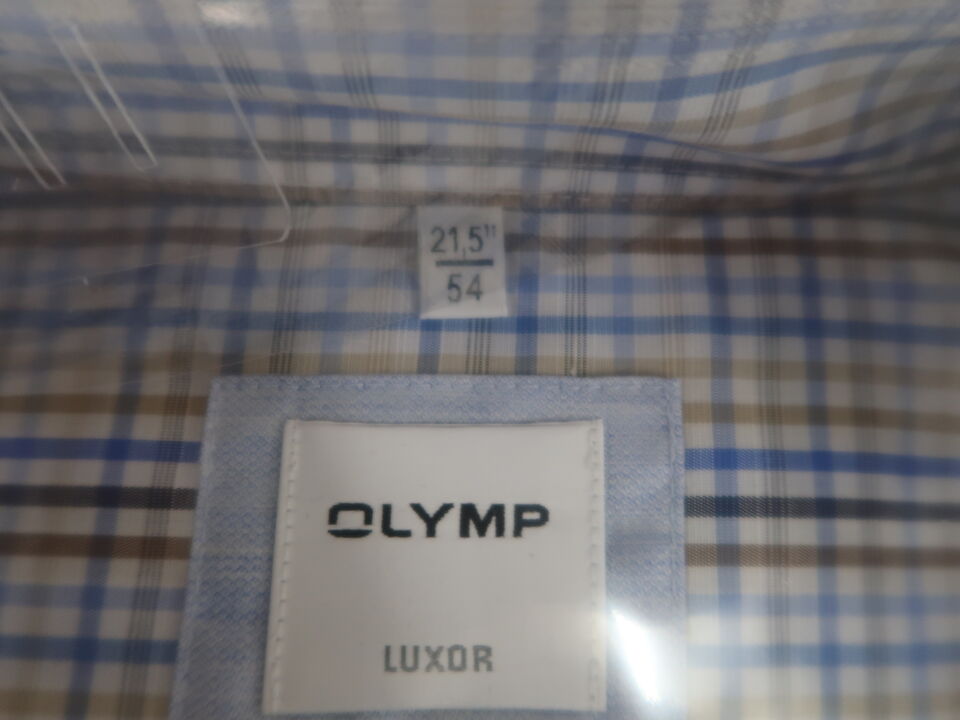 21,5"
54
OLYMP
LUXOR